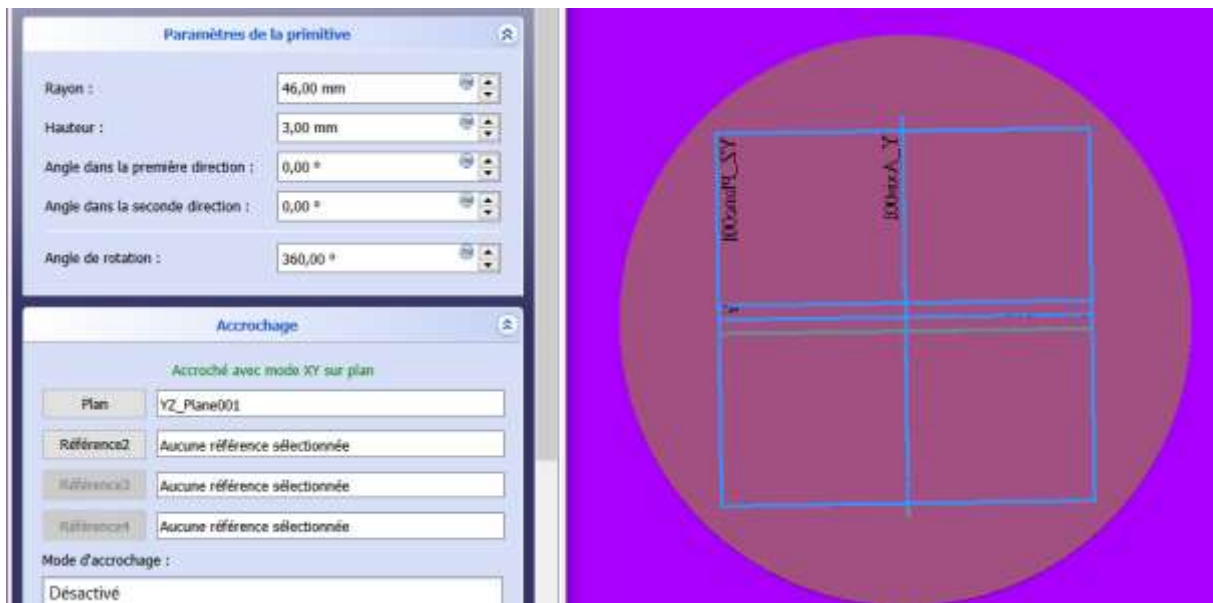 Paramètres de la primitive
Rayon : 46,00 mm
Hauteur : 3,00 mm
Angle dans la première direction : 0,00 °
Angle dans la seconde direction : 0,00 °
Angle de rotation : 360,00 °
Accrochage
Accroché avec mode XY sur plan
Plan YZ_Plane001
Référence2 Aucune référence sélectionnée
Référence3 Aucune référence sélectionnée
Référence4 Aucune référence sélectionnée
Mode d'accrochage :
Désactivé
YZ_Plane001
Y_Axis001